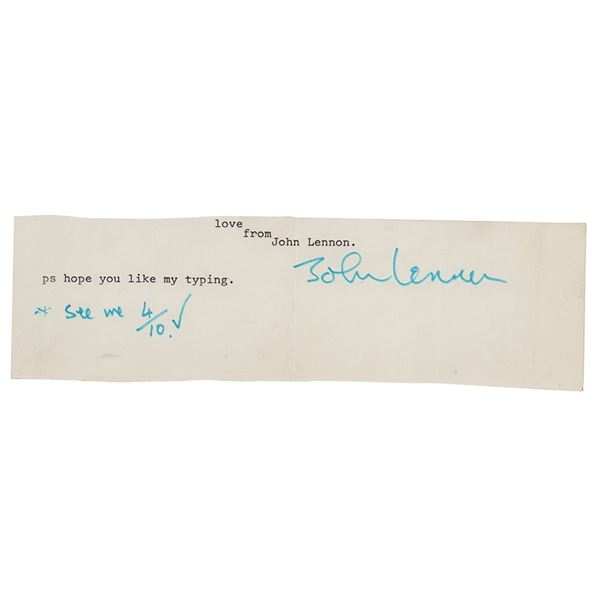 love
from
John Lennon.
John Lennon
ps hope you like my typing.
* see me 4/10. ✓